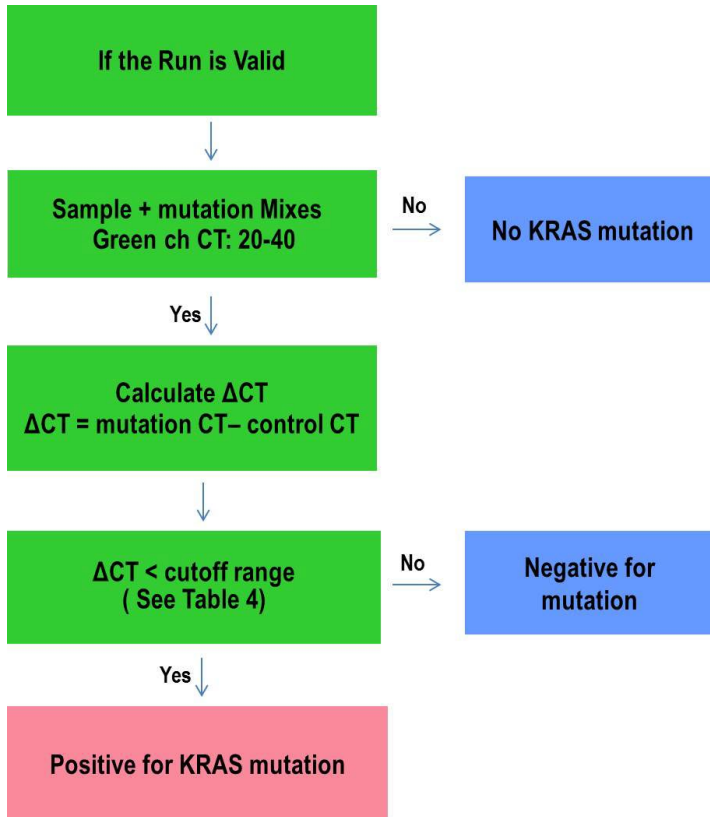 If the Run is Valid
Sample + mutation Mixes
Green ch CT: 20-40
No
No KRAS mutation
Yes
Calculate ΔCT
ΔCT = mutation CT– control CT
ΔCT < cutoff range
( See Table 4)
No
Negative for
mutation
Yes
Positive for KRAS mutation